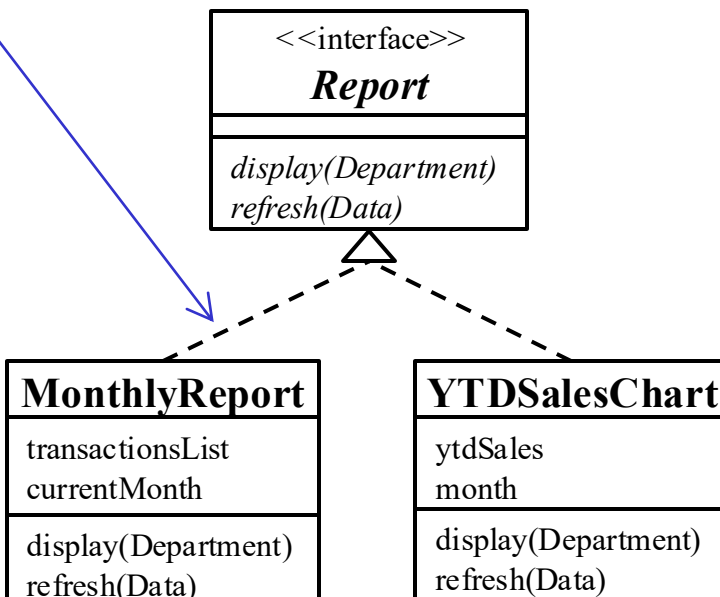 <<interface>>
Report
display(Department)
refresh(Data)
MonthlyReport
transactionsList
currentMonth
display(Department)
refresh(Data)
YTDSalesChart
ytdSales
month
display(Department)
refresh(Data)